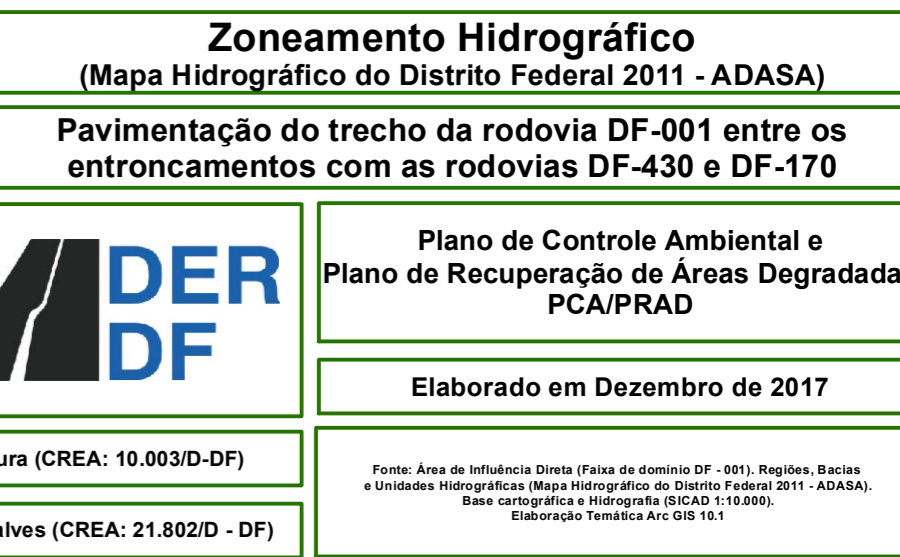 Zoneamento Hidrográfico
(Mapa Hidrográfico do Distrito Federal 2011 - ADASA)
Pavimentação do trecho da rodovia DF-001 entre os
entroncamentos com as rodovias DF-430 e DF-170
DER
DF
Plano de Controle Ambiental e
Plano de Recuperação de Áreas Degradada
PCA/PRAD
Elaborado em Dezembro de 2017
ura (CREA: 10.003/D-DF)
alves (CREA: 21.802/D - DF)
Fonte: Área de Influência Direta (Faixa de domínio DF - 001). Regiões, Bacias
e Unidades Hidrográficas (Mapa Hidrográfico do Distrito Federal 2011 - ADASA).
Base cartográfica e Hidrografia (SICAD 1:10.000).
Elaboração Temática Arc GIS 10.1